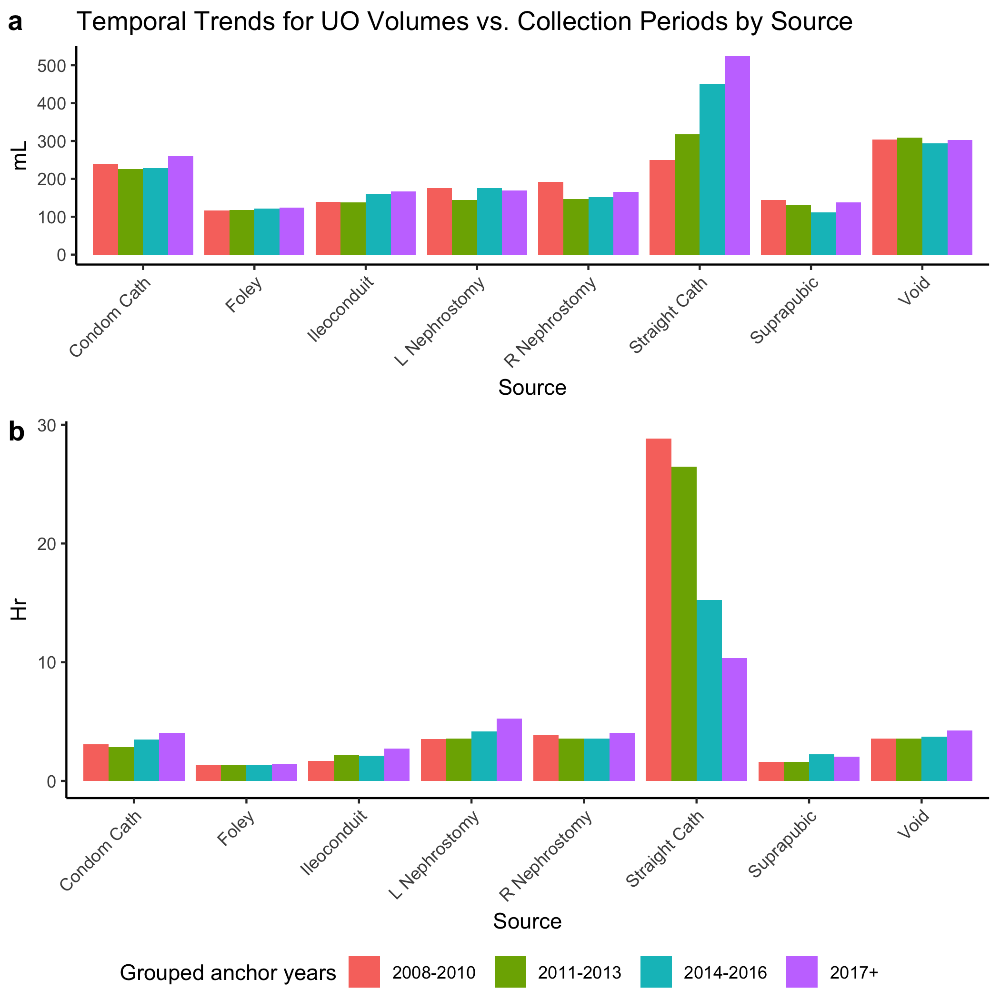 a Temporal Trends for UO Volumes vs. Collection Periods by Source
500
400
300
200
100
0
mL
Condom Cath
Foley
Ileoconduit
L Nephrostomy
R Nephrostomy
Straight Cath
Suprapubic
Void
Source
b
30
20
10
0
Hr
Condom Cath
Foley
Ileoconduit
L Nephrostomy
R Nephrostomy
Straight Cath
Suprapubic
Void
Source
Grouped anchor years 2008-2010 2011-2013 2014-2016 2017+